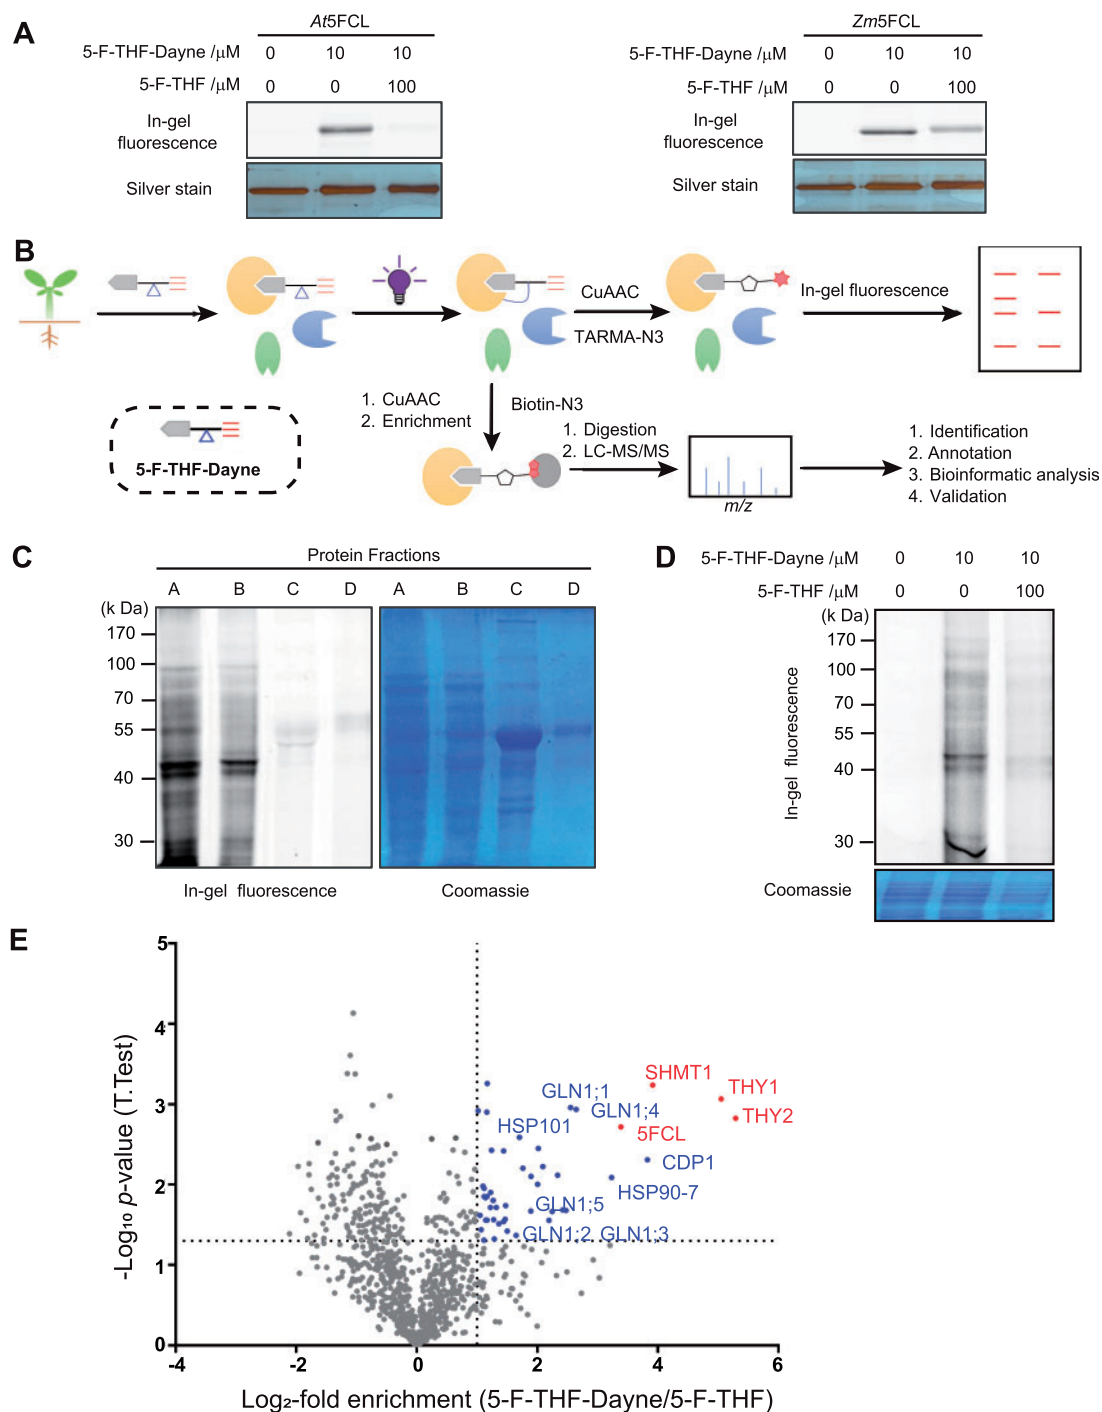 A
At5FCL
5-F-THF-Dayne /μM 0 10 10
5-F-THF /μM 0 0 100
In-gel
fluorescence
Silver stain
Zm5FCL
5-F-THF-Dayne /μM 0 10 10
5-F-THF /μM 0 0 100
In-gel
fluorescence
Silver stain
B
CuAAC
TARMA-N3
In-gel fluorescence
5-F-THF-Dayne
1. CuAAC
2. Enrichment
Biotin-N3
1. Digestion
2. LC-MS/MS
m/z
1. Identification
2. Annotation
3. Bioinformatic analysis
4. Validation
C
Protein Fractions
A B C D A B C D
(k Da)
170
100
70
55
40
30
In-gel fluorescence
Coomassie
D
5-F-THF-Dayne /μM 0 10 10
5-F-THF /μM 0 0 100
(k Da)
170
100
70
55
40
30
In-gel fluorescence
Coomassie
E
-Log₁₀ p-value (T.Test)
5
4
3
2
1
0
SHMT1
THY1
GLN1;1
GLN1;4
THY2
HSP101
5FCL
CDP1
HSP90-7
GLN1;5
GLN1;2 GLN1;3
-4 -2 0 2 4 6
Log₂-fold enrichment (5-F-THF-Dayne/5-F-THF)